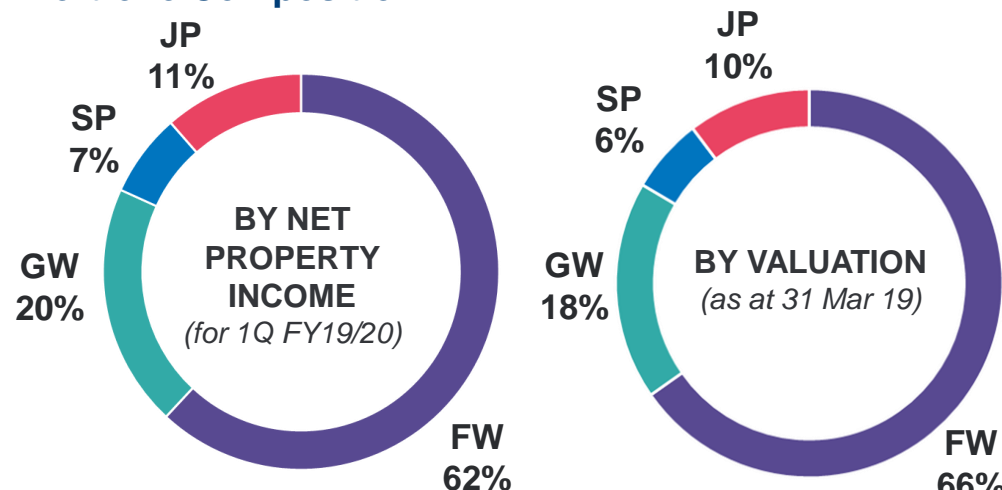 JP
11%
SP
7%
GW
20%
FW
62%
BY NET
PROPERTY
INCOME
(for 1Q FY19/20)
JP
10%
SP
6%
GW
18%
FW
66%
BY VALUATION
(as at 31 Mar 19)